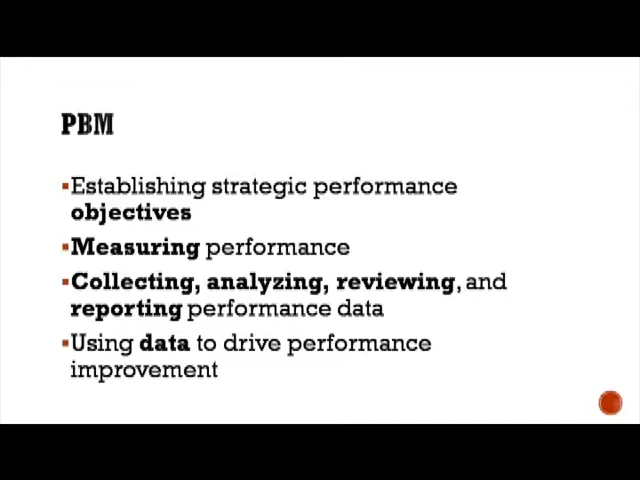 PBM
▪Establishing strategic performance
objectives
▪Measuring performance
▪Collecting, analyzing, reviewing, and
reporting performance data
▪Using data to drive performance
improvement